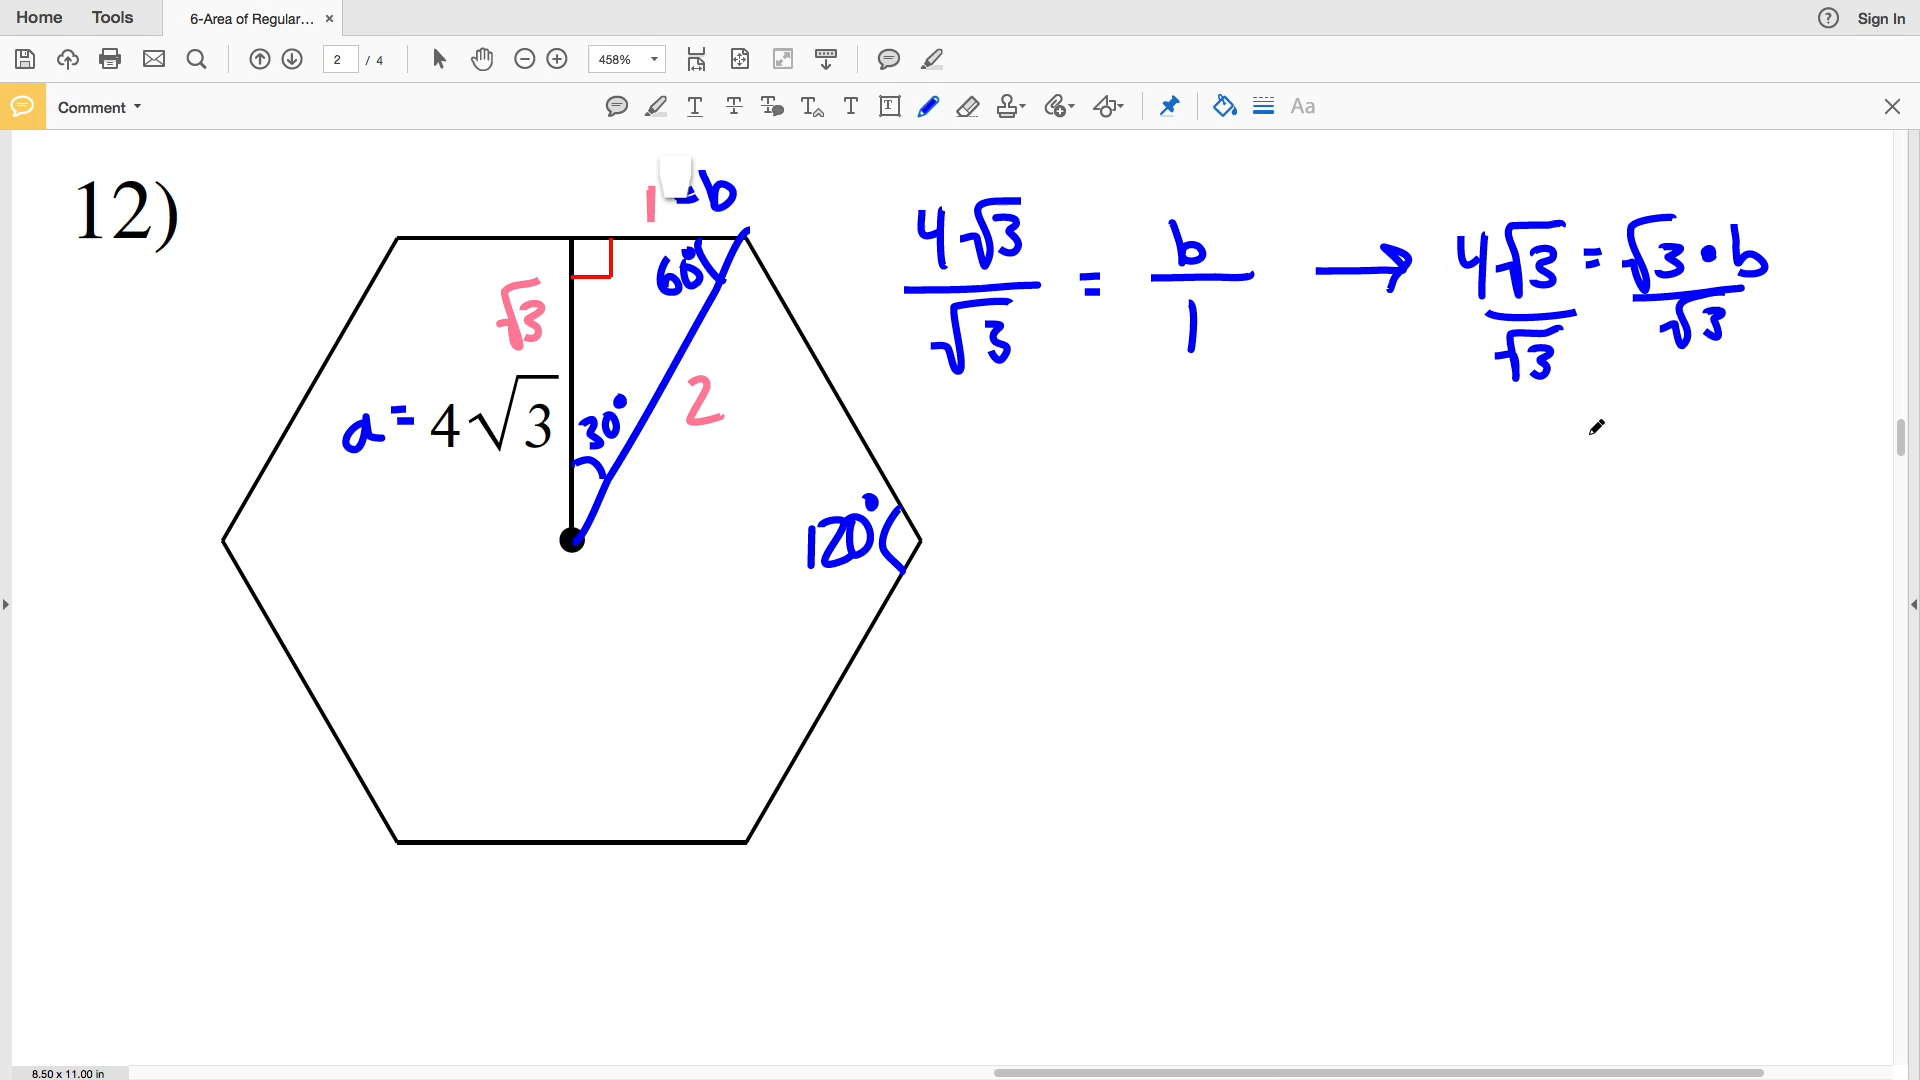 Home Tools 6-Area of Regular... × ? Sign In
2 / 4 458%
Comment Aa
12)
1 = b
60°
√3
2
a = 4√3
30°
120°
4√3/√3 = b/1 → 4√3/√3 = √3 • b/√3
8.50 x 11.00 in